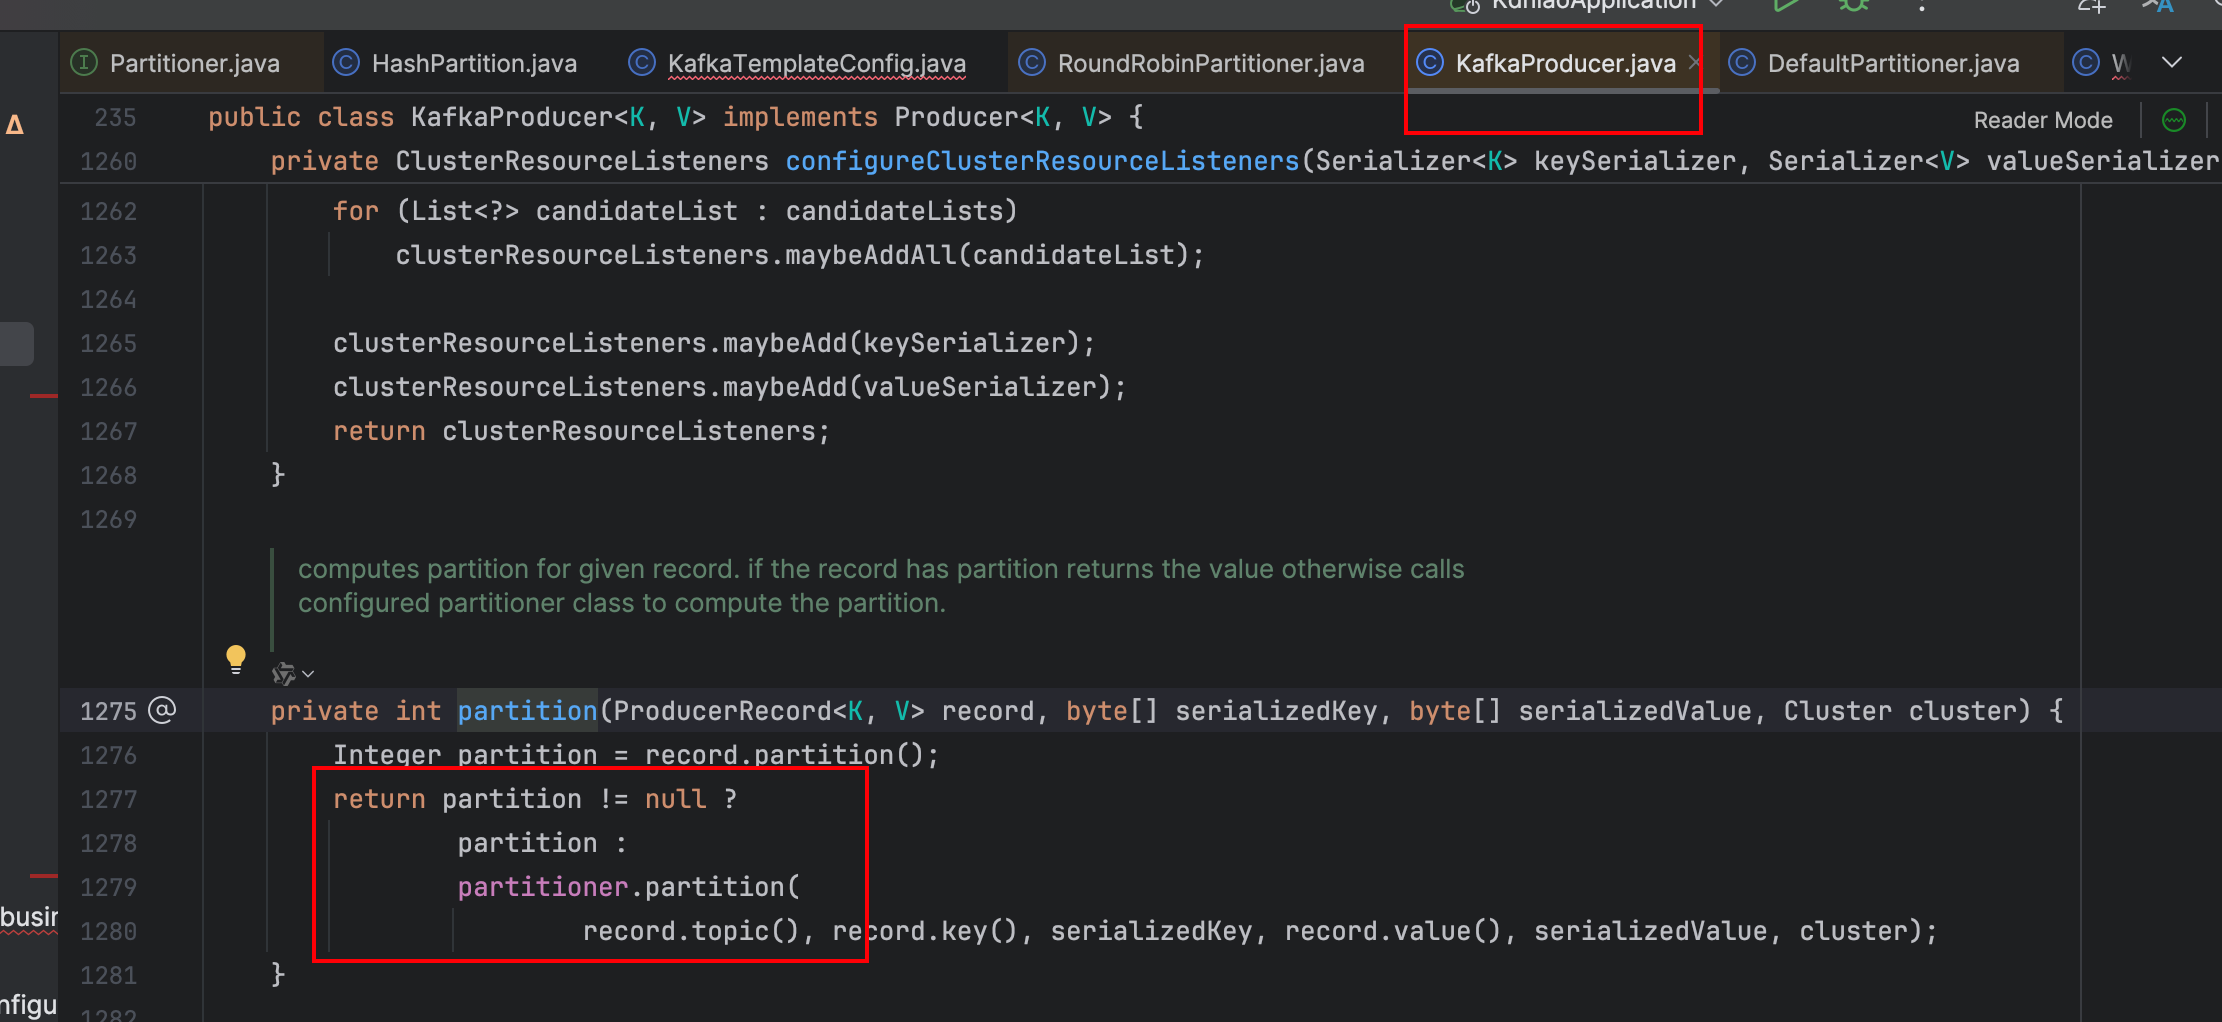 KdniaoApplication
Partitioner.java HashPartition.java KafkaTemplateConfig.java RoundRobinPartitioner.java KafkaProducer.java DefaultPartitioner.java
235 public class KafkaProducer<K, V> implements Producer<K, V> {
Reader Mode
1260 private ClusterResourceListeners configureClusterResourceListeners(Serializer<K> keySerializer, Serializer<V> valueSerializer
1262 for (List<?> candidateList : candidateLists)
1263 clusterResourceListeners.maybeAddAll(candidateList);
1264
1265 clusterResourceListeners.maybeAdd(keySerializer);
1266 clusterResourceListeners.maybeAdd(valueSerializer);
1267 return clusterResourceListeners;
1268 }
1269
computes partition for given record. if the record has partition returns the value otherwise calls
configured partitioner class to compute the partition.
1275 private int partition(ProducerRecord<K, V> record, byte[] serializedKey, byte[] serializedValue, Cluster cluster) {
1276 Integer partition = record.partition();
1277 return partition != null ?
1278 partition :
1279 partitioner.partition(
busin
1280 record.topic(), record.key(), serializedKey, record.value(), serializedValue, cluster);
1281 }
nfigu
1282